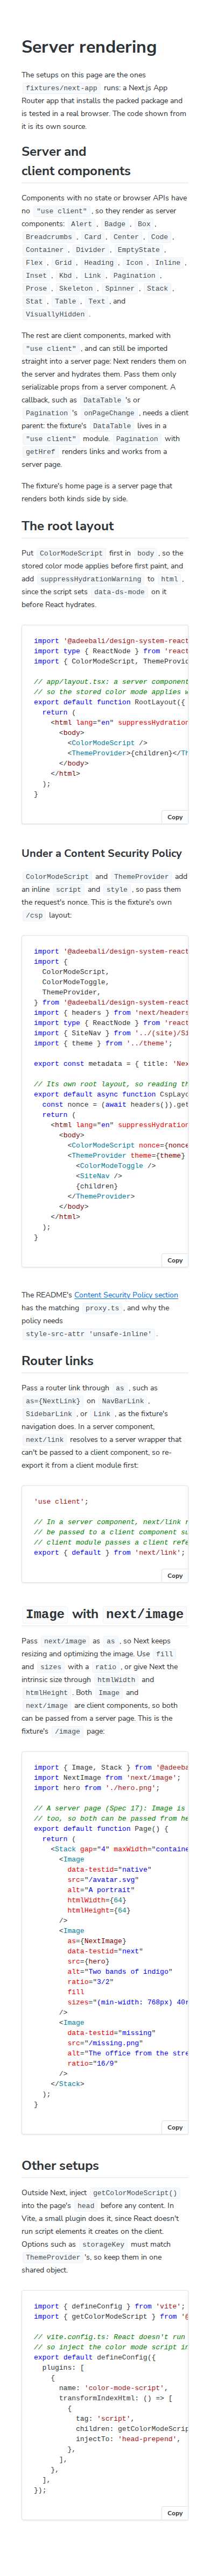 Server rendering
The setups on this page are the ones
fixtures/next-app runs: a Next.js App
Router app that installs the packed package and
is tested in a real browser. The code shown from
it is its own source.
Server and
client components
Components with no state or browser APIs have
no "use client", so they render as server
components: Alert, Badge, Box,
Breadcrumbs, Card, Center, Code,
Container, Divider, EmptyState,
Flex, Grid, Heading, Icon, Inline,
Inset, Kbd, Link, Pagination,
Prose, Skeleton, Spinner, Stack,
Stat, Table, Text, and
VisuallyHidden.
The rest are client components, marked with
"use client", and can still be imported
straight into a server page: Next renders them on
the server and hydrates them. Pass them only
serializable props from a server component. A
callback, such as DataTable's or
Pagination's onPageChange, needs a client
parent: the fixture's DataTable lives in a
"use client" module. Pagination with
getHref renders links and works from a
server page.
The fixture's home page is a server page that
renders both kinds side by side.
The root layout
Put ColorModeScript first in body, so the
stored color mode applies before first paint, and
add suppressHydrationWarning to html,
since the script sets data-ds-mode on it
before React hydrates.
import '@adeebali/design-system-react
import type { ReactNode } from 'react
import { ColorModeScript, ThemeProvid
// app/layout.tsx: a server component
// so the stored color mode applies w
export default function RootLayout({
return (
<html lang="en" suppressHydration
<body>
<ColorModeScript />
<ThemeProvider>{children}</Th
</body>
</html>
);
}
Copy
Under a Content Security Policy
ColorModeScript and ThemeProvider add
an inline script and style, so pass them
the request's nonce. This is the fixture's own
/csp layout:
import '@adeebali/design-system-react
import {
ColorModeScript,
ColorModeToggle,
ThemeProvider,
} from '@adeebali/design-system-react
import { headers } from 'next/headers
import type { ReactNode } from 'react
import { SiteNav } from '../(site)/Si
import { theme } from '../theme';
export const metadata = { title: 'Nex
// Its own root layout, so reading th
export default async function CspLayo
const nonce = (await headers()).get
return (
<html lang="en" suppressHydration
<body>
<ColorModeScript nonce={nonce
<ThemeProvider theme={theme}
<ColorModeToggle />
<SiteNav />
{children}
</ThemeProvider>
</body>
</html>
);
}
Copy
The README's Content Security Policy section
has the matching proxy.ts, and why the
policy needs
style-src-attr 'unsafe-inline'.
Router links
Pass a router link through as, such as
as={NextLink} on NavBarLink,
SidebarLink, or Link, as the fixture's
navigation does. In a server component,
next/link resolves to a server wrapper that
can't be passed to a client component, so re-
export it from a client module first:
'use client';
// In a server component, next/link r
// be passed to a client component su
// client module passes a client refe
export { default } from 'next/link';
Copy
Image with next/image
Pass next/image as as, so Next keeps
resizing and optimizing the image. Use fill
and sizes with a ratio, or give Next the
intrinsic size through htmlWidth and
htmlHeight. Both Image and
next/image are client components, so both
can be passed from a server page. This is the
fixture's /image page:
import { Image, Stack } from '@adeeba
import NextImage from 'next/image';
import hero from './hero.png';
// A server page (Spec 17): Image is
// too, so both can be passed from he
export default function Page() {
return (
<Stack gap="4" maxWidth="containe
<Image
data-testid="native"
src="/avatar.svg"
alt="A portrait"
htmlWidth={64}
htmlHeight={64}
/>
<Image
as={NextImage}
data-testid="next"
src={hero}
alt="Two bands of indigo"
ratio="3/2"
fill
sizes="(min-width: 768px) 40r
/>
<Image
data-testid="missing"
src="/missing.png"
alt="The office from the stre
ratio="16/9"
/>
</Stack>
);
}
Copy
Other setups
Outside Next, inject getColorModeScript()
into the page's head before any content. In
Vite, a small plugin does it, since React doesn't
run script elements it creates on the client.
Options such as storageKey must match
ThemeProvider's, so keep them in one
shared object.
import { defineConfig } from 'vite';
import { getColorModeScript } from '@
// vite.config.ts: React doesn't run
// so inject the color mode script in
export default defineConfig({
plugins: [
{
name: 'color-mode-script',
transformIndexHtml: () => [
{
tag: 'script',
children: getColorModeScrip
injectTo: 'head-prepend',
},
],
},
],
});
Copy